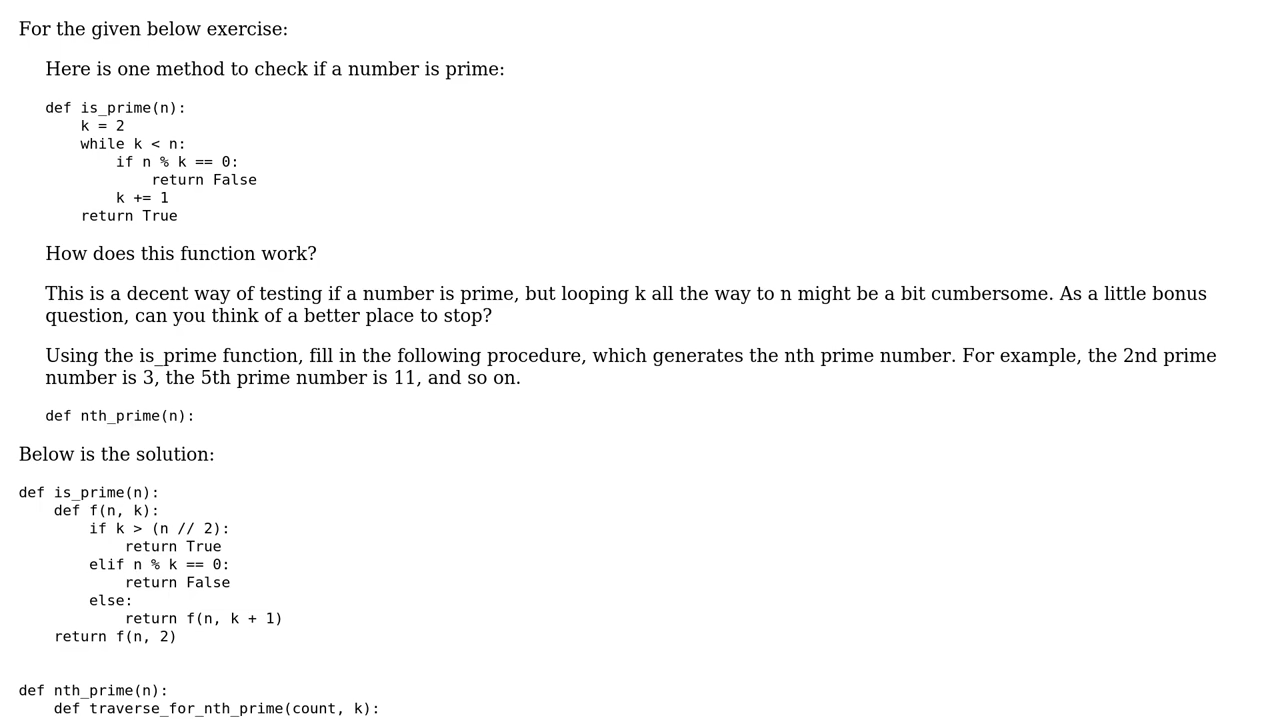 For the given below exercise:
Here is one method to check if a number is prime:
def is_prime(n):
    k = 2
    while k < n:
        if n % k == 0:
            return False
        k += 1
    return True
How does this function work?
This is a decent way of testing if a number is prime, but looping k all the way to n might be a bit cumbersome. As a little bonus
question, can you think of a better place to stop?
Using the is_prime function, fill in the following procedure, which generates the nth prime number. For example, the 2nd prime
number is 3, the 5th prime number is 11, and so on.
def nth_prime(n):
Below is the solution:
def is_prime(n):
    def f(n, k):
        if k > (n // 2):
            return True
        elif n % k == 0:
            return False
        else:
            return f(n, k + 1)
    return f(n, 2)
def nth_prime(n):
    def traverse_for_nth_prime(count, k):